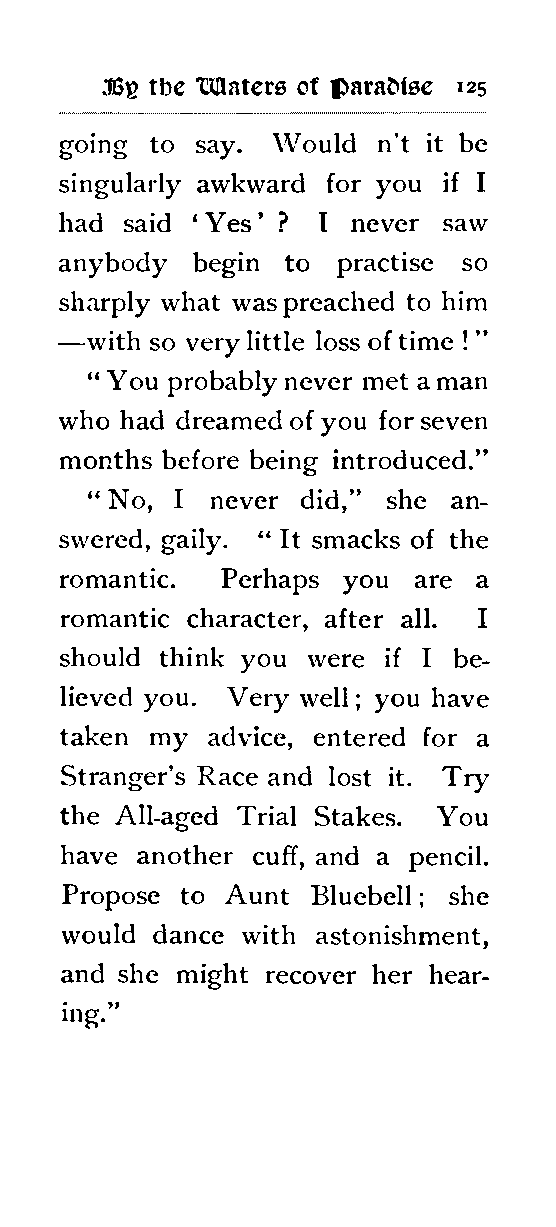 By the Waters of Paradise 125
going to say. Would n't it be
singularly awkward for you if I
had said ‘Yes’? I never saw
anybody begin to practise so
sharply what was preached to him
—with so very little loss of time!”
“You probably never met a man
who had dreamed of you for seven
months before being introduced.”
“No, I never did,” she an-
swered, gaily. “It smacks of the
romantic. Perhaps you are a
romantic character, after all. I
should think you were if I be-
lieved you. Very well; you have
taken my advice, entered for a
Stranger's Race and lost it. Try
the All-aged Trial Stakes. You
have another cuff, and a pencil.
Propose to Aunt Bluebell; she
would dance with astonishment,
and she might recover her hear-
ing.”